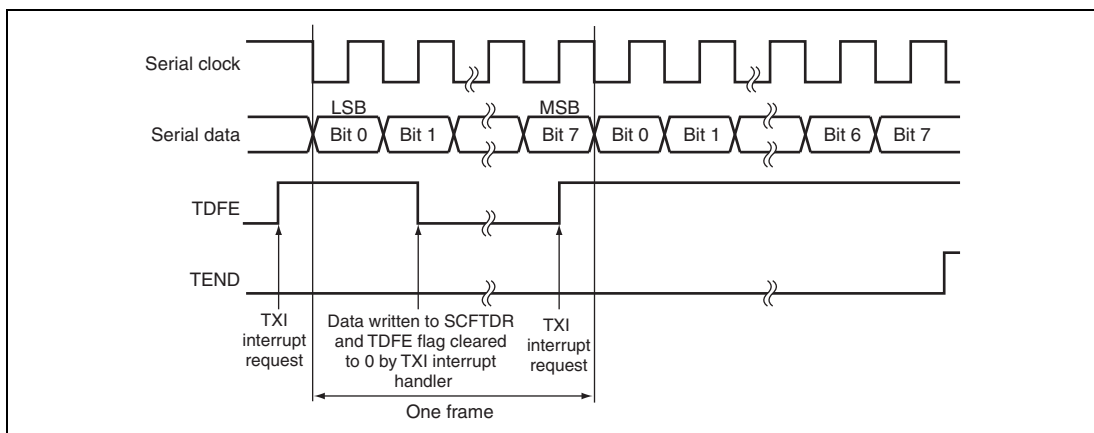 Serial clock
LSB
MSB
Serial data
Bit 0
Bit 1
Bit 7
Bit 0
Bit 1
Bit 6
Bit 7
TDFE
TEND
TXI
interrupt
request
Data written to SCFTDR
and TDFE flag cleared
to 0 by TXI interrupt
handler
TXI
interrupt
request
One frame